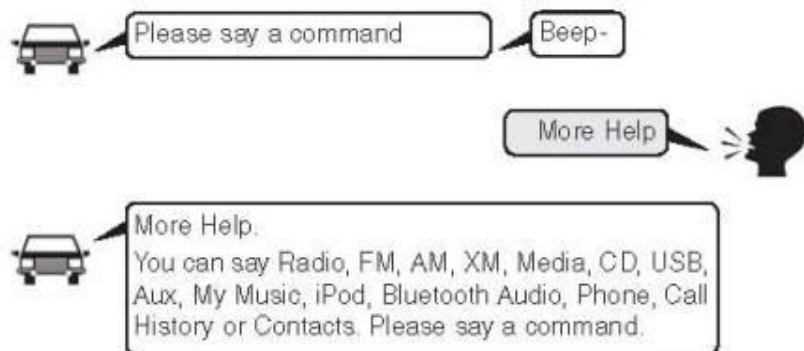 Please say a command
Beep-
More Help
More Help.
You can say Radio, FM, AM, XM, Media, CD, USB,
Aux, My Music, iPod, Bluetooth Audio, Phone, Call
History or Contacts. Please say a command.